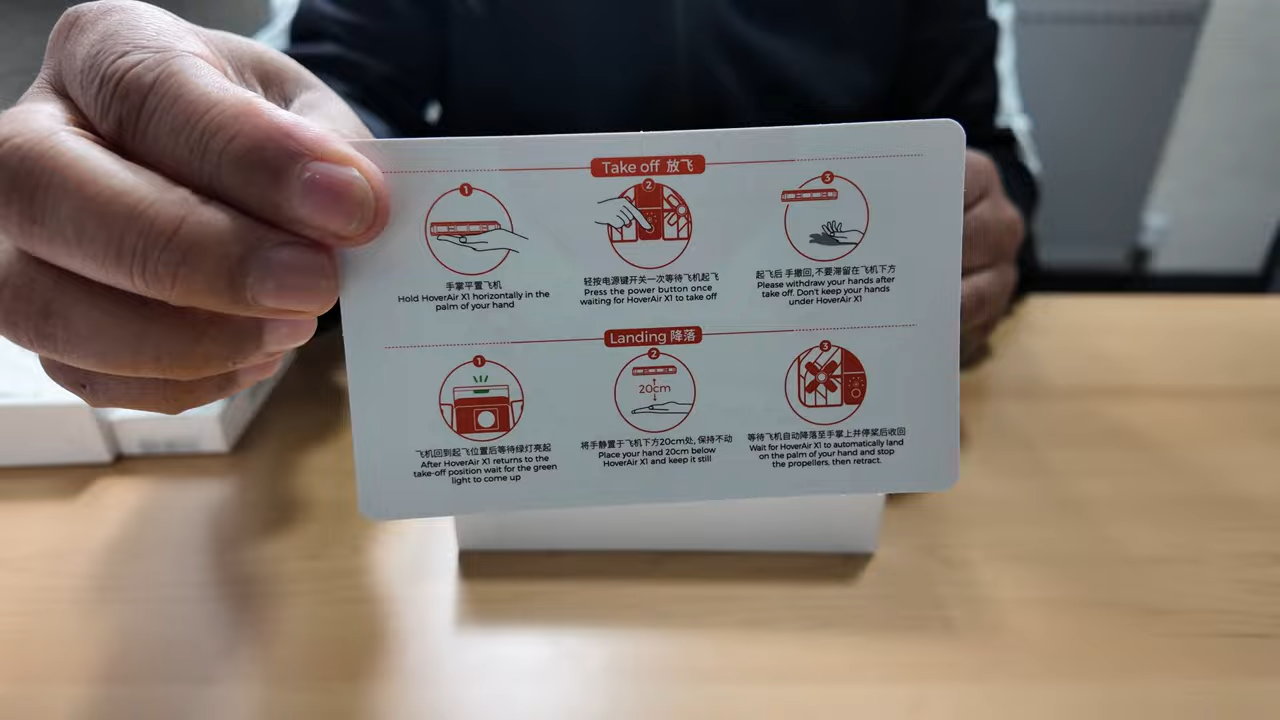 Take off 放飞
1
手掌平置飞机
Hold HoverAir X1 horizontally in the
palm of your hand
2
轻按电源键开关一次等待飞机起飞
Press the power button once
waiting for HoverAir X1 to take off
3
起飞后 手撤回,不要滞留在飞机下方
Please withdraw your hands after
take off. Don't keep your hands
under HoverAir X1
Landing 降落
1
飞机回到起飞位置后等待绿灯亮起
After HoverAir X1 returns to the
take-off position wait for the green
light to come up
2
20cm
将手静置于飞机下方20cm处, 保持不动
Place your hand 20cm below
HoverAir X1 and keep it still
3
等待飞机自动降落至手掌上并停桨后收回
Wait for HoverAir X1 to automatically land
on the palm of your hand and stop
the propellers, then retract.